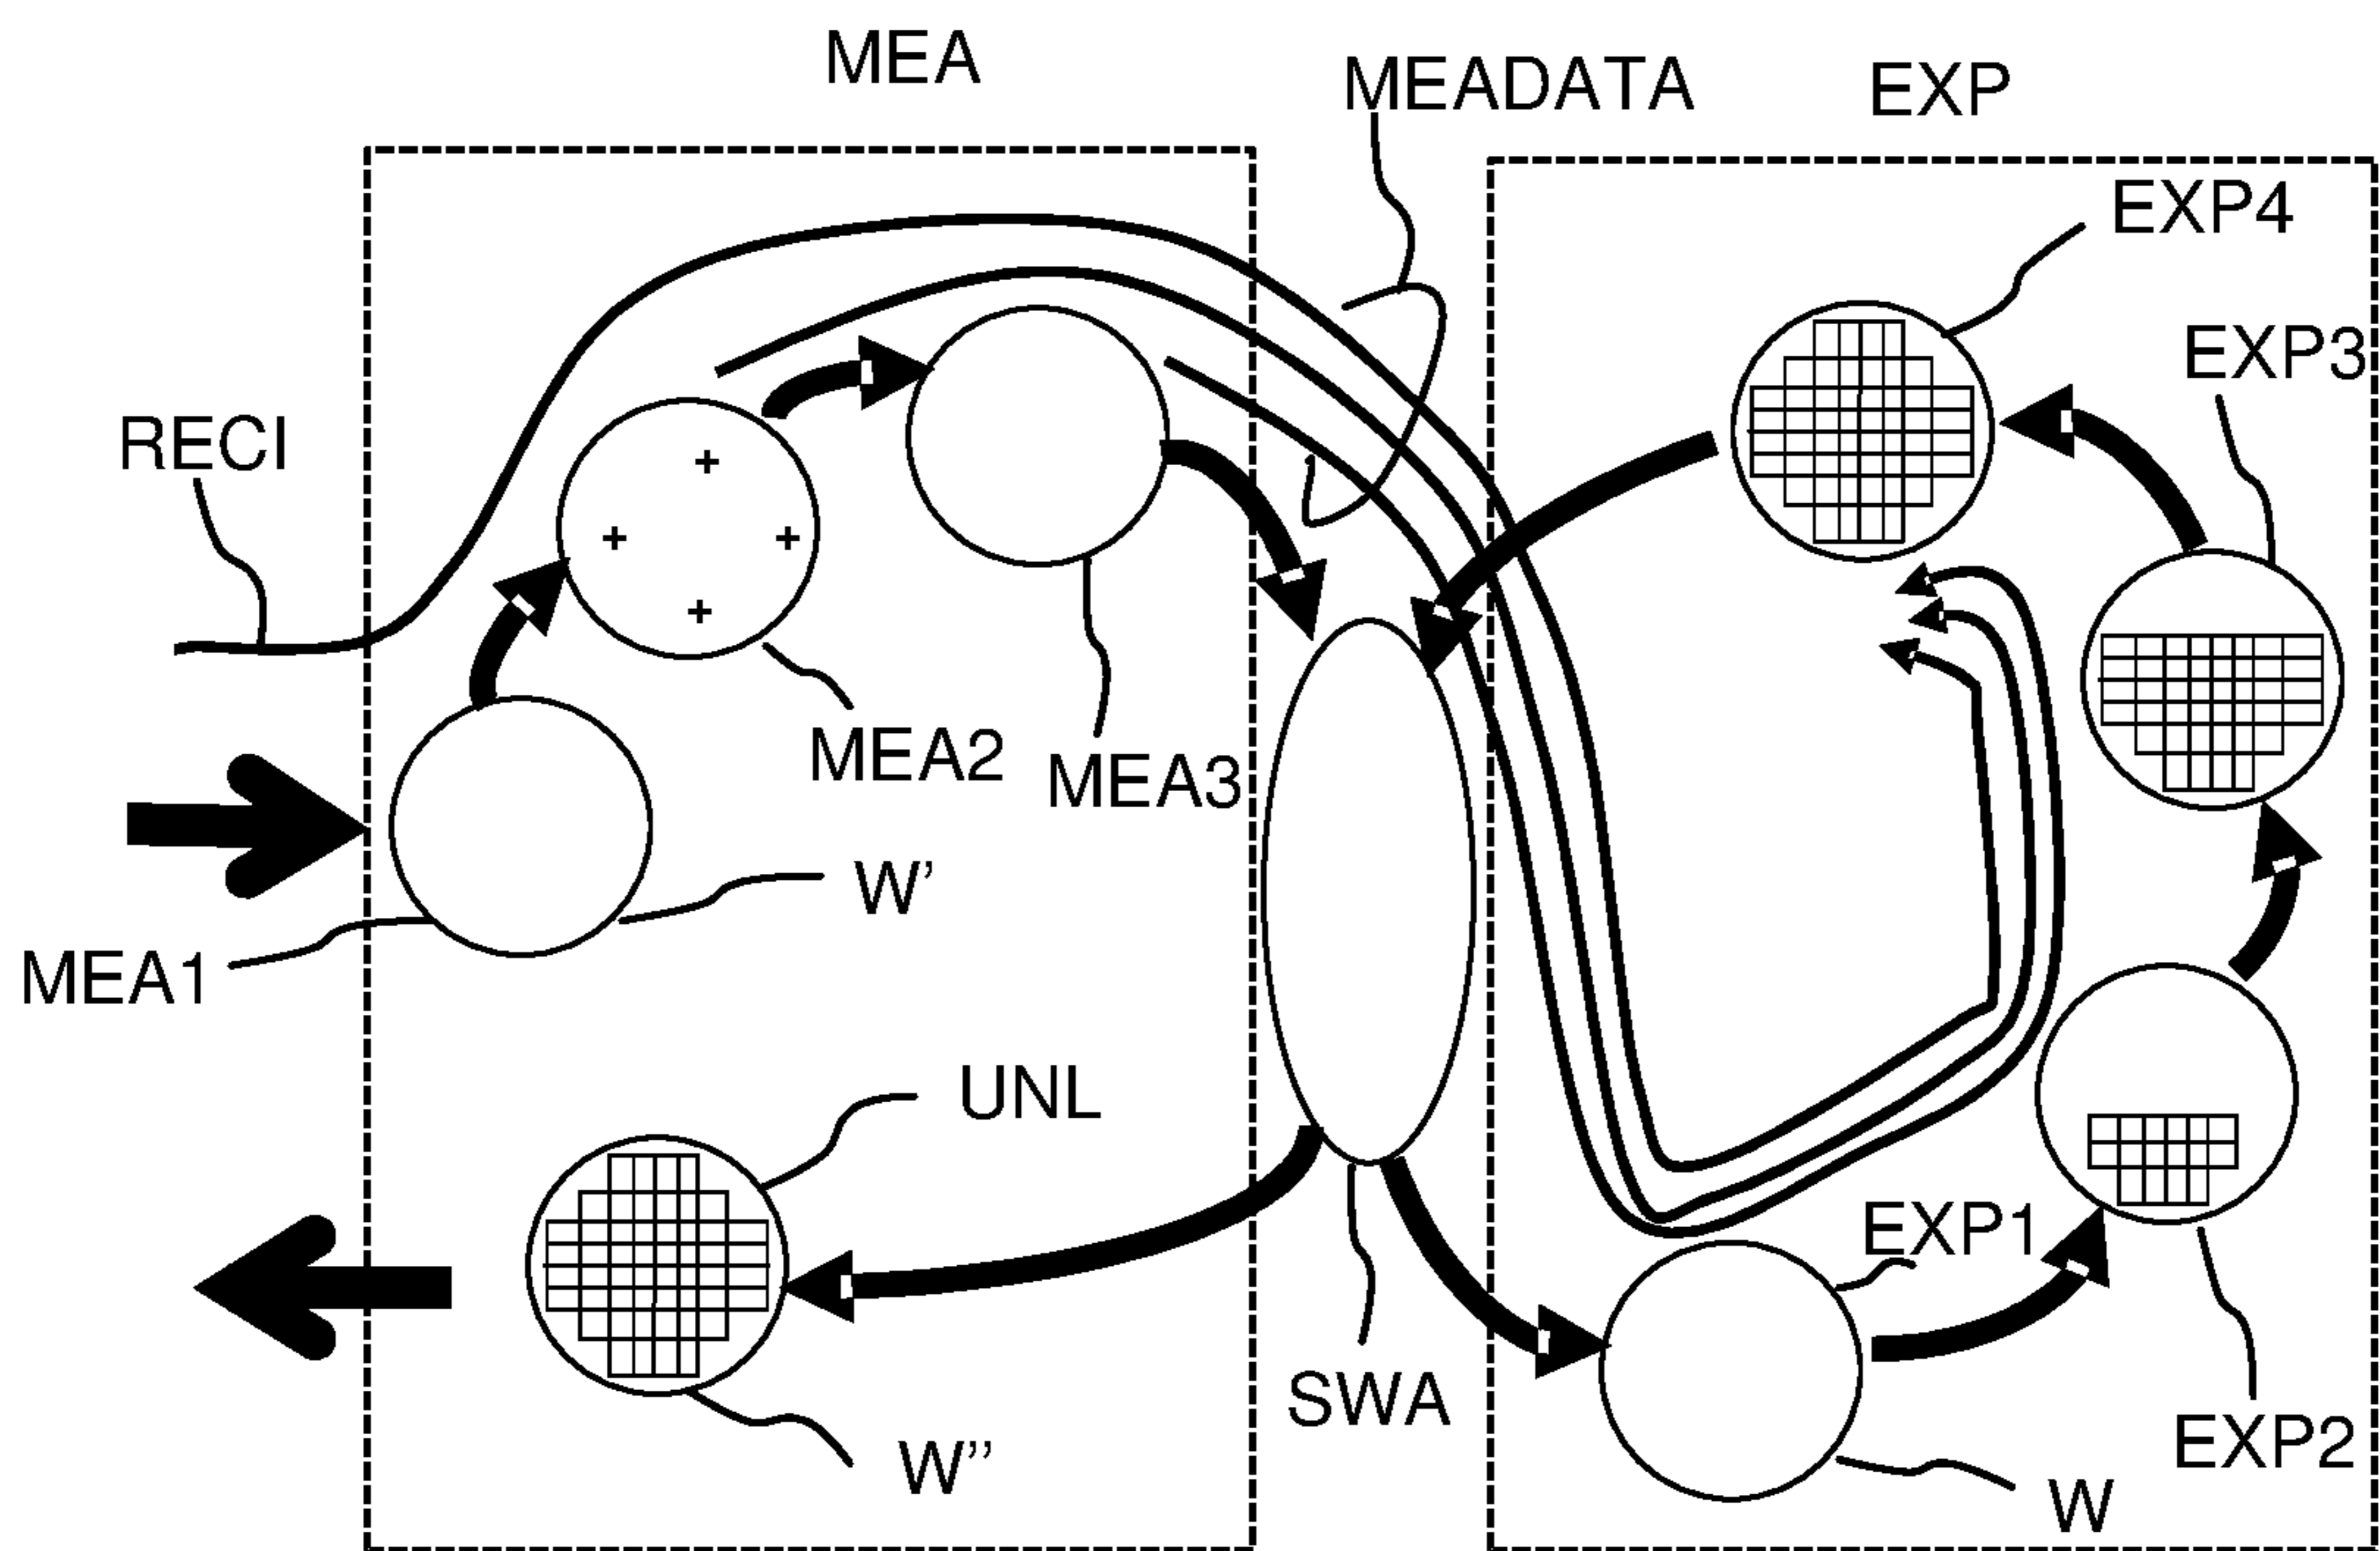 MEA
MEADATA
EXP
EXP4
EXP3
RECI
MEA2
MEA3
W'
MEA1
UNL
EXP1
SWA
EXP2
W"
W